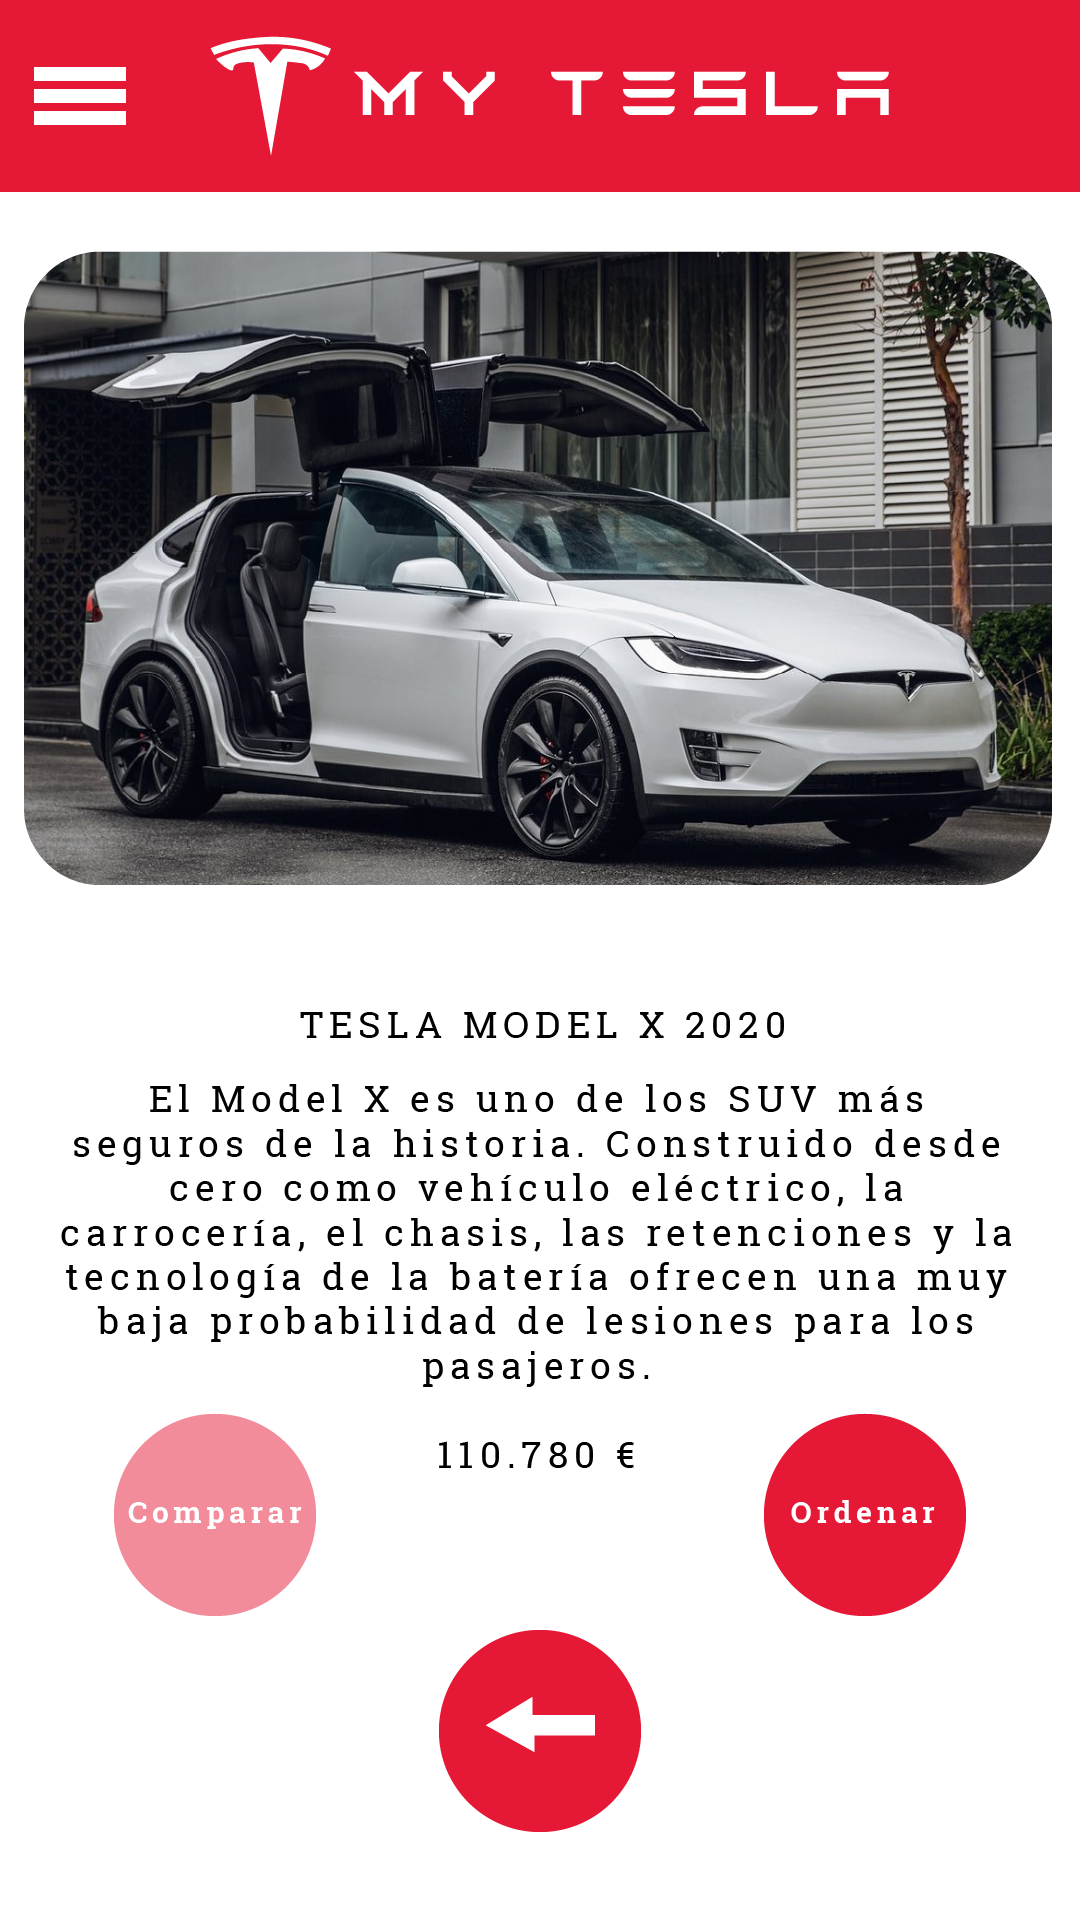 MY TESLA
TESLA MODEL X 2020
El Model X es uno de los SUV más
seguros de la historia. Construido desde
cero como vehículo eléctrico, la
carrocería, el chasis, las retenciones y la
tecnología de la batería ofrecen una muy
baja probabilidad de lesiones para los
pasajeros.
110.780 €
Comparar
Ordenar